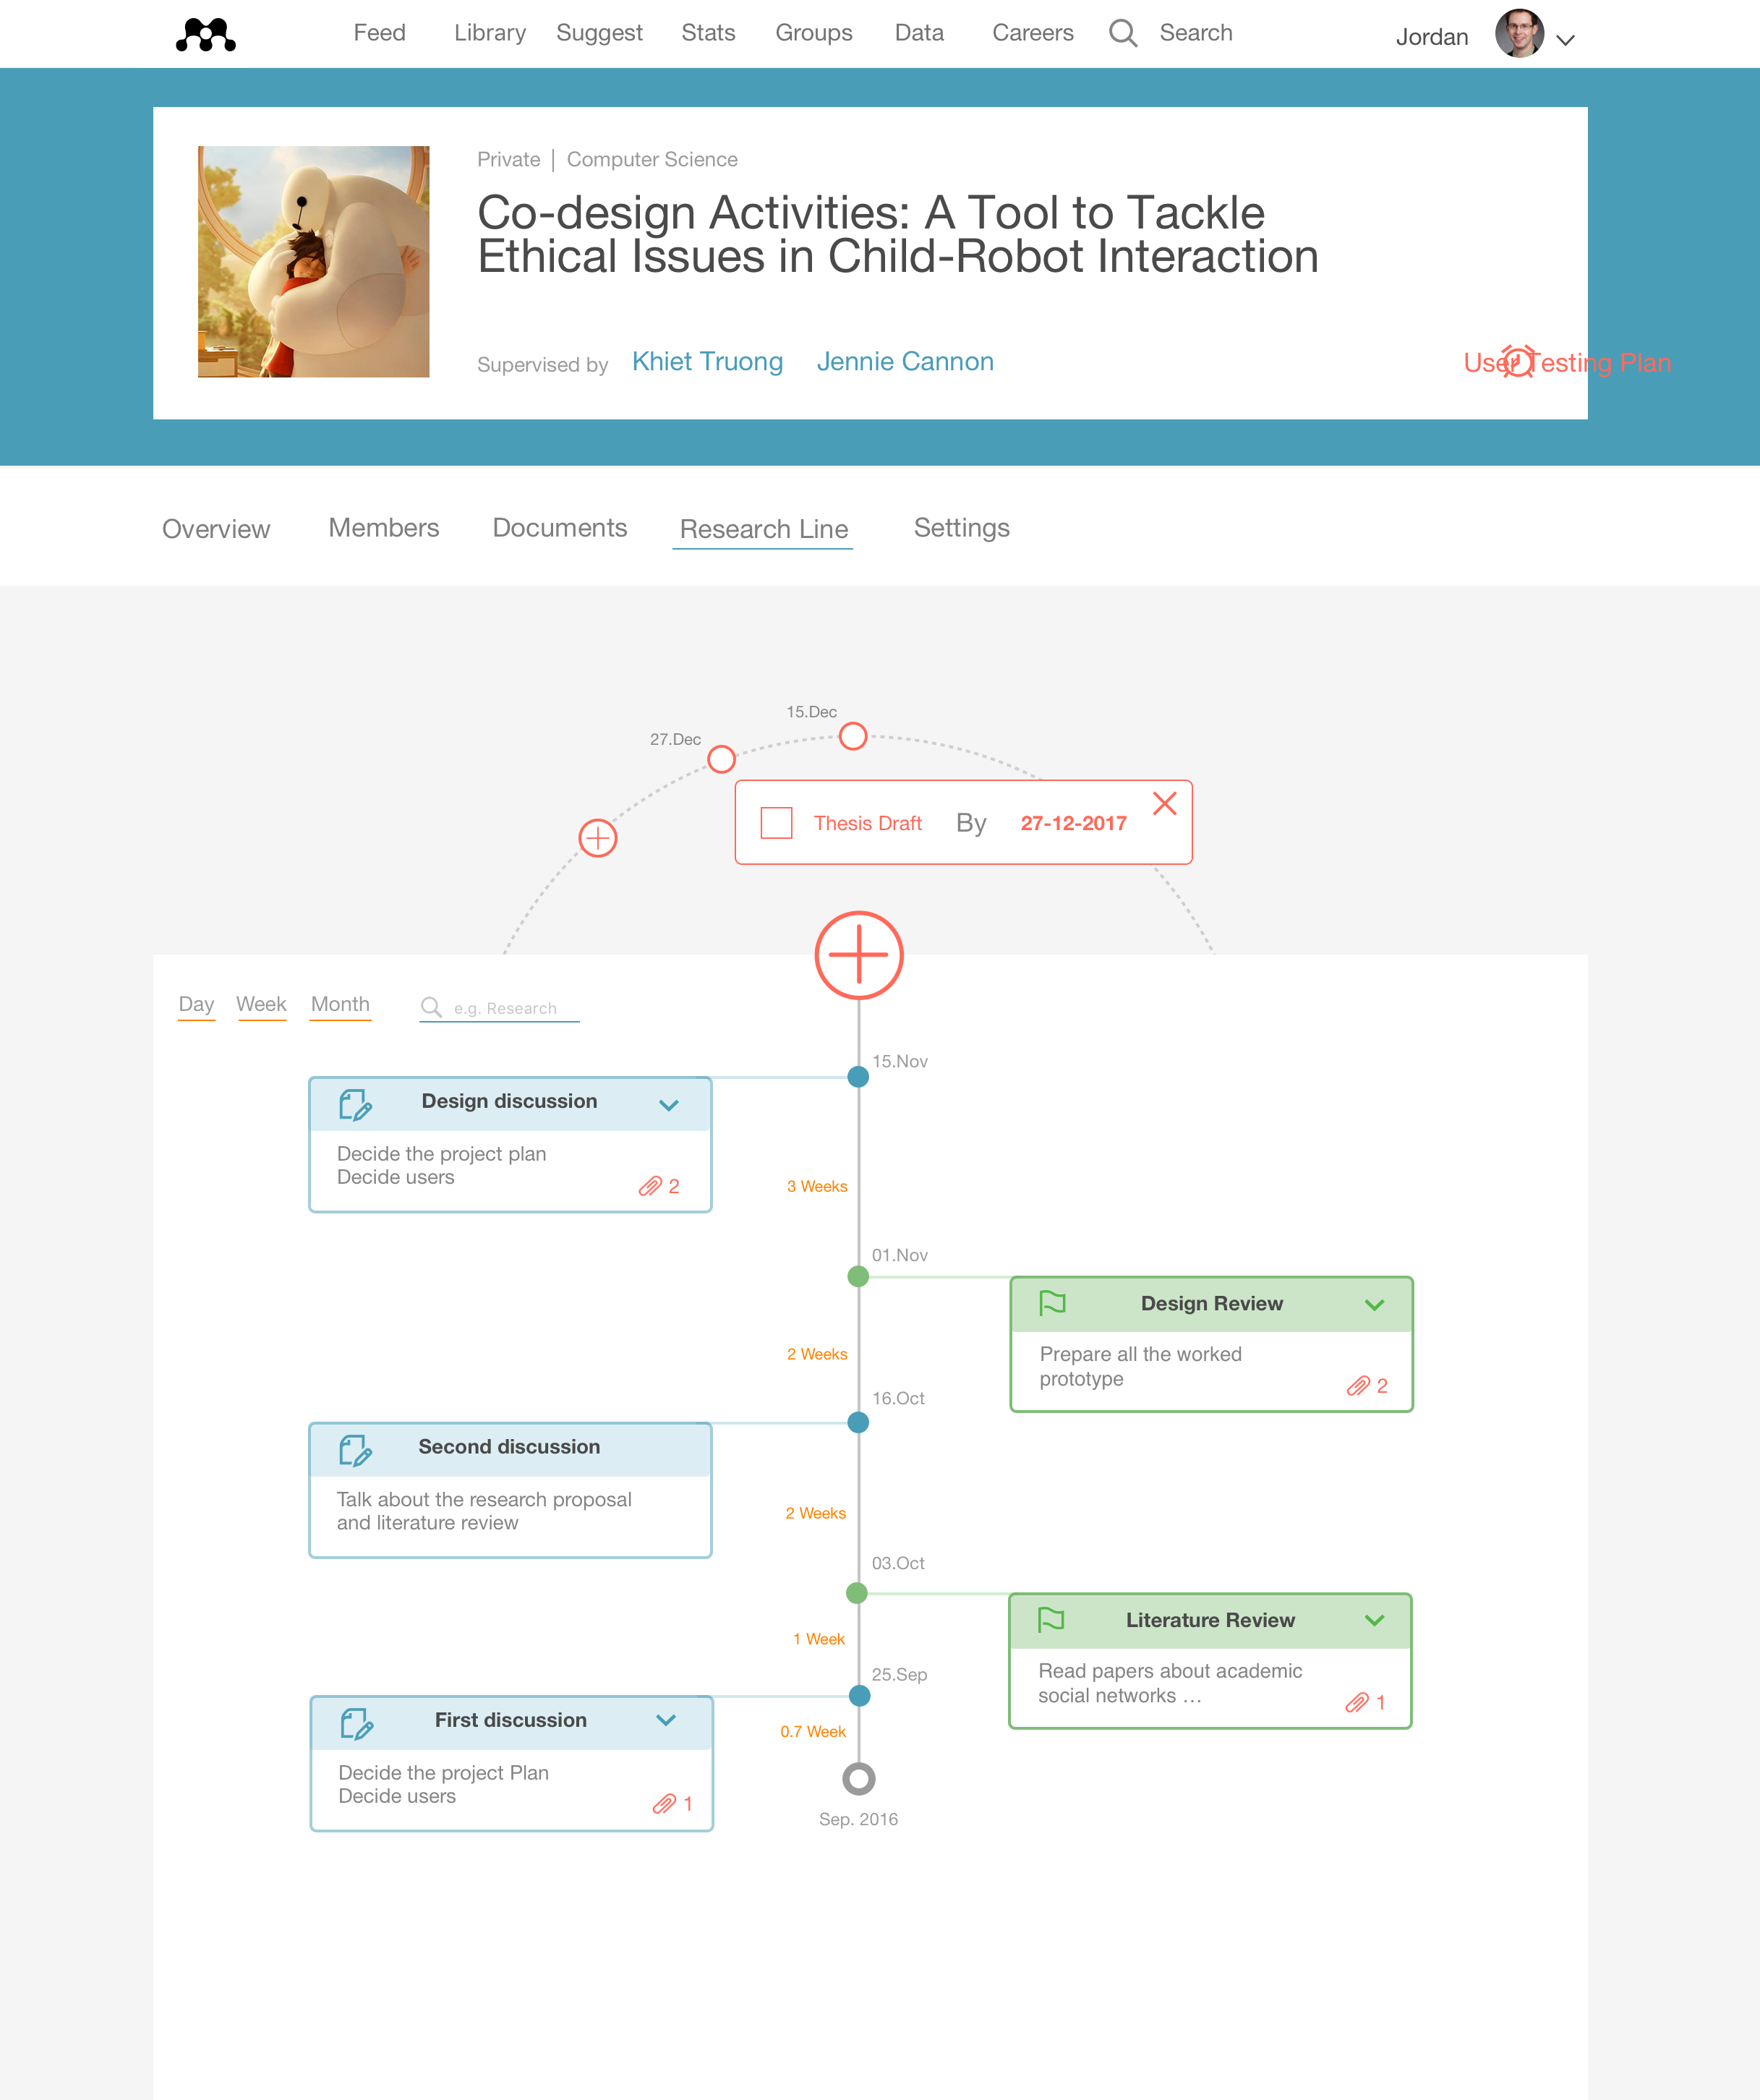 Feed Library Suggest Stats Groups Data Careers Search Jordan
Private | Computer Science
Co-design Activities: A Tool to Tackle
Ethical Issues in Child-Robot Interaction
Supervised by Khiet Truong Jennie Cannon
User Testing Plan
Overview Members Documents Research Line Settings
15.Dec
27.Dec
Thesis Draft By 27-12-2017
Day Week Month e.g. Research
15.Nov
Design discussion
Decide the project plan
Decide users
2
3 Weeks
01.Nov
Design Review
Prepare all the worked
prototype
2
2 Weeks
16.Oct
Second discussion
Talk about the research proposal
and literature review
2 Weeks
03.Oct
Literature Review
Read papers about academic
social networks …
1
1 Week
25.Sep
First discussion
Decide the project Plan
Decide users
1
0.7 Week
Sep. 2016